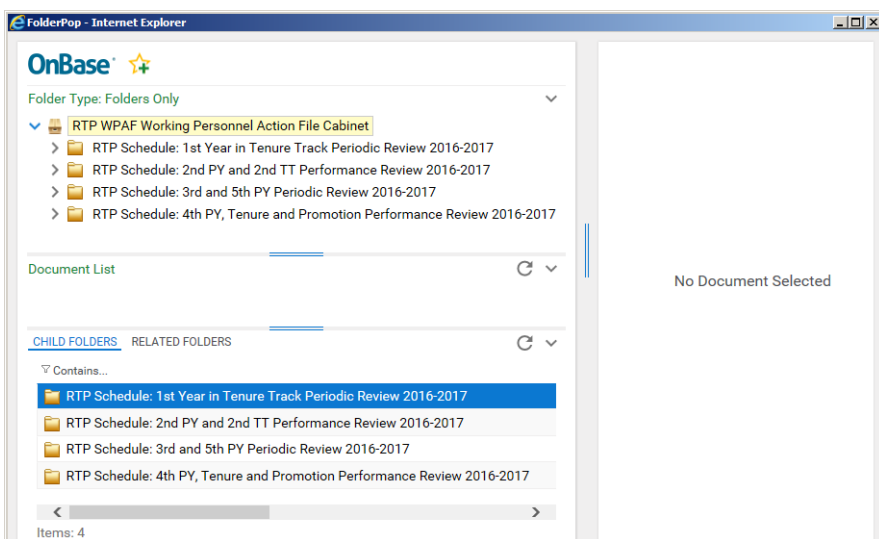 FolderPop - Internet Explorer
OnBase
Folder Type: Folders Only
RTP WPAF Working Personnel Action File Cabinet
RTP Schedule: 1st Year in Tenure Track Periodic Review 2016-2017
RTP Schedule: 2nd PY and 2nd TT Performance Review 2016-2017
RTP Schedule: 3rd and 5th PY Periodic Review 2016-2017
RTP Schedule: 4th PY, Tenure and Promotion Performance Review 2016-2017
Document List
No Document Selected
CHILD FOLDERS RELATED FOLDERS
Contains...
RTP Schedule: 1st Year in Tenure Track Periodic Review 2016-2017
RTP Schedule: 2nd PY and 2nd TT Performance Review 2016-2017
RTP Schedule: 3rd and 5th PY Periodic Review 2016-2017
RTP Schedule: 4th PY, Tenure and Promotion Performance Review 2016-2017
Items: 4